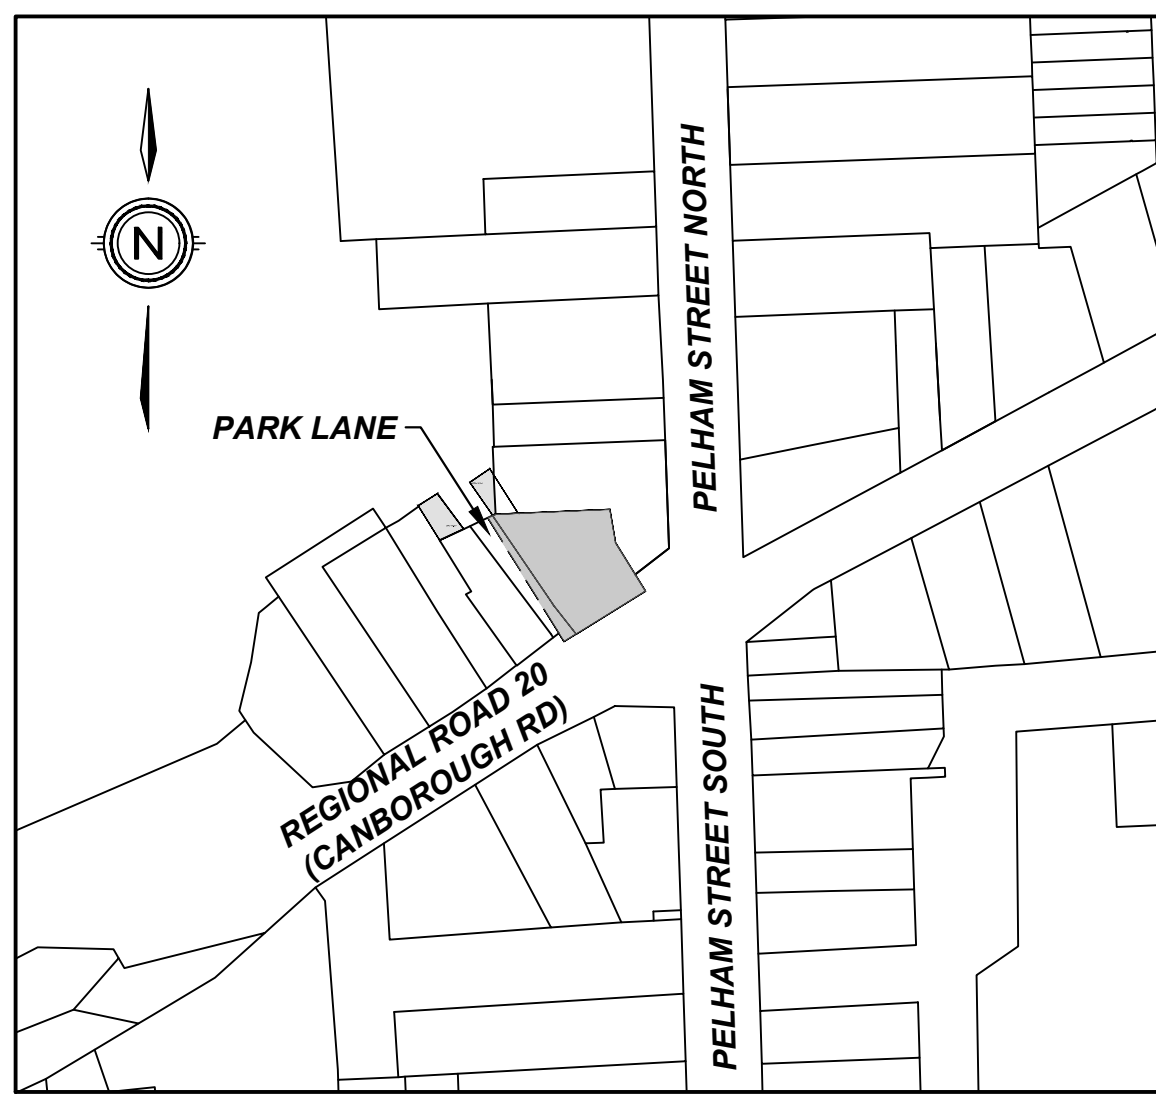 N
PELHAM STREET NORTH
PARK LANE
REGIONAL ROAD 20
(CANBOROUGH RD)
PELHAM STREET SOUTH